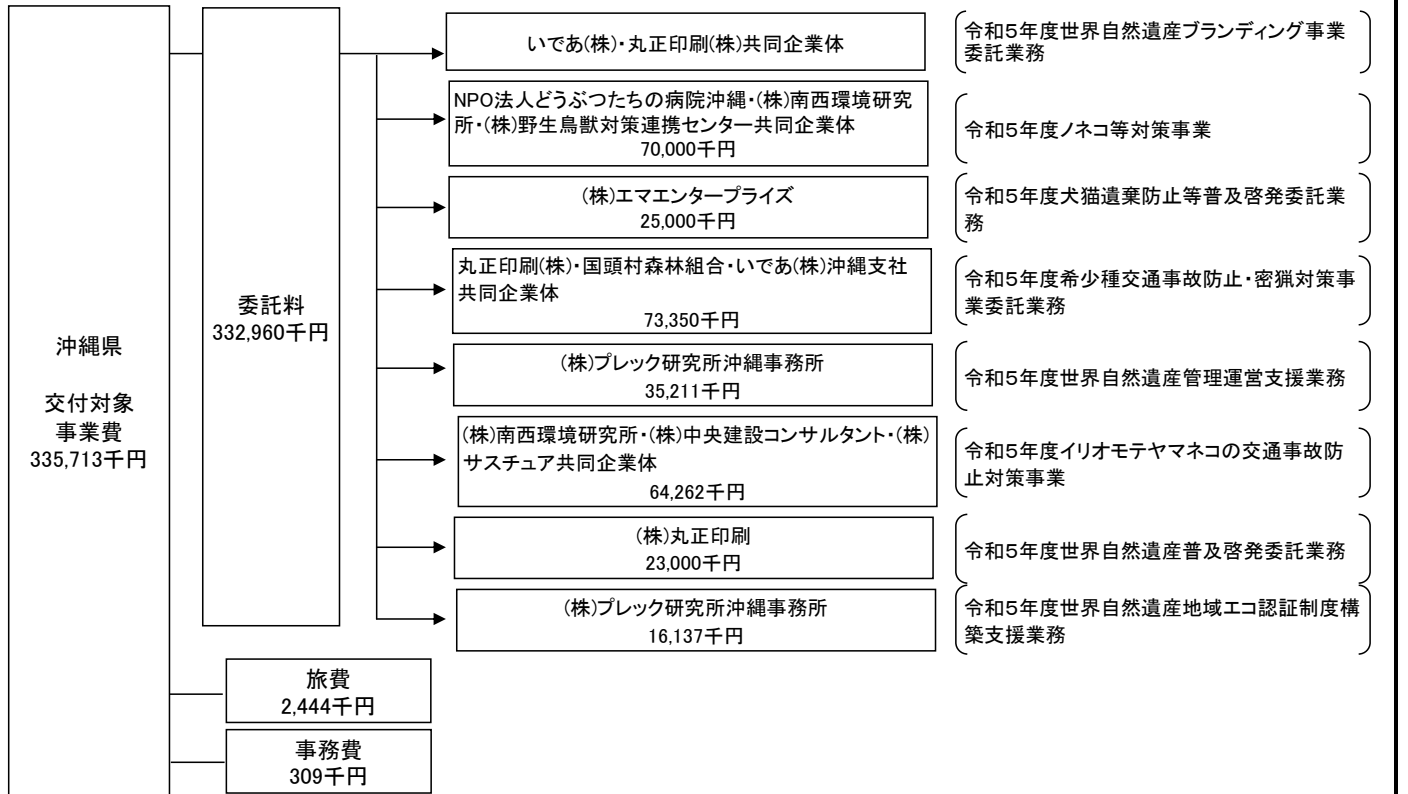 沖縄県
交付対象
事業費
335,713千円
委託料
332,960千円
いであ(株)・丸正印刷(株)共同企業体
令和5年度世界自然遺産ブランディング事業
委託業務
NPO法人どうぶつたちの病院沖縄・(株)南西環境研究
所・(株)野生鳥獣対策連携センター共同企業体
70,000千円
令和5年度ノネコ等対策事業
(株)エマエンタープライズ
25,000千円
令和5年度犬猫遺棄防止等普及啓発委託業
務
丸正印刷(株)・国頭村森林組合・いであ(株)沖縄支社
共同企業体
73,350千円
令和5年度希少種交通事故防止・密猟対策事
業委託業務
(株)プレック研究所沖縄事務所
35,211千円
令和5年度世界自然遺産管理運営支援業務
(株)南西環境研究所・(株)中央建設コンサルタント・(株)
サスチュア共同企業体
64,262千円
令和5年度イリオモテヤマネコの交通事故防
止対策事業
(株)丸正印刷
23,000千円
令和5年度世界自然遺産普及啓発委託業務
(株)プレック研究所沖縄事務所
16,137千円
令和5年度世界自然遺産地域エコ認証制度構
築支援業務
旅費
2,444千円
事務費
309千円